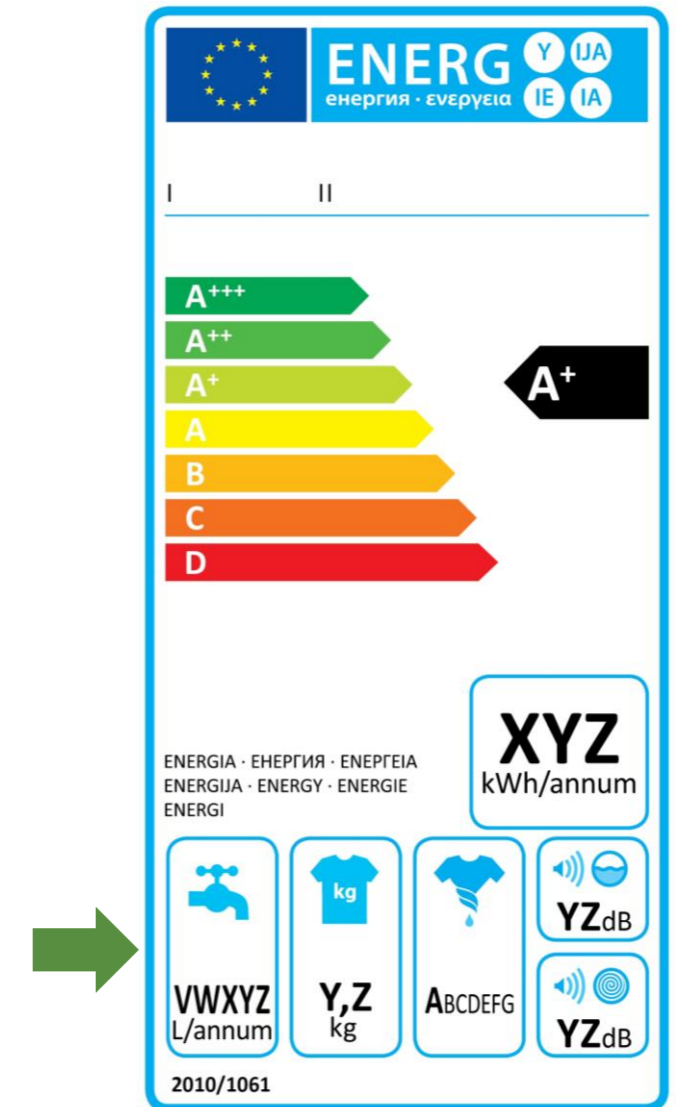 ENERG Y IJA
енергия · ενεργεια IE IA
I II
A+++
A++
A+ A+
A
B
C
D
XYZ
kWh/annum
ENERGIA · ЕНЕРГИЯ · ΕΝΕΡΓΕΙΑ
ENERGIJA · ENERGY · ENERGIE
ENERGI
kg
YZdB
VWXYZ
L/annum
Y,Z
kg
ABCDEFG
YZdB
2010/1061